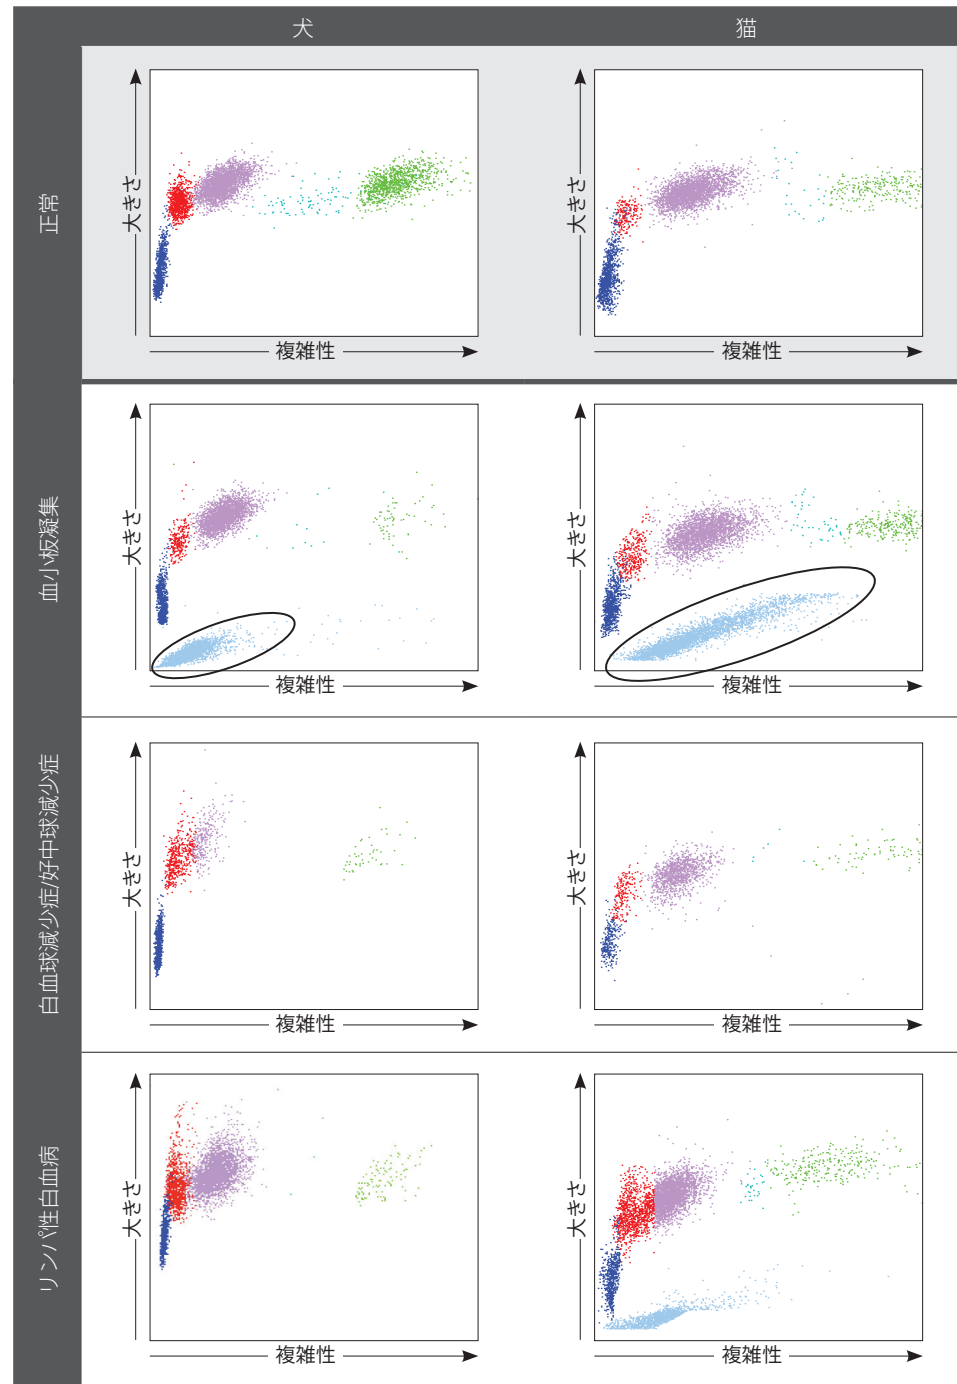 犬
猫
正常
大きさ
複雑性
大きさ
複雑性
血小板凝集
大きさ
複雑性
大きさ
複雑性
白血球減少症/好中球減少症
大きさ
複雑性
大きさ
複雑性
リンパ性白血病
大きさ
複雑性
大きさ
複雑性